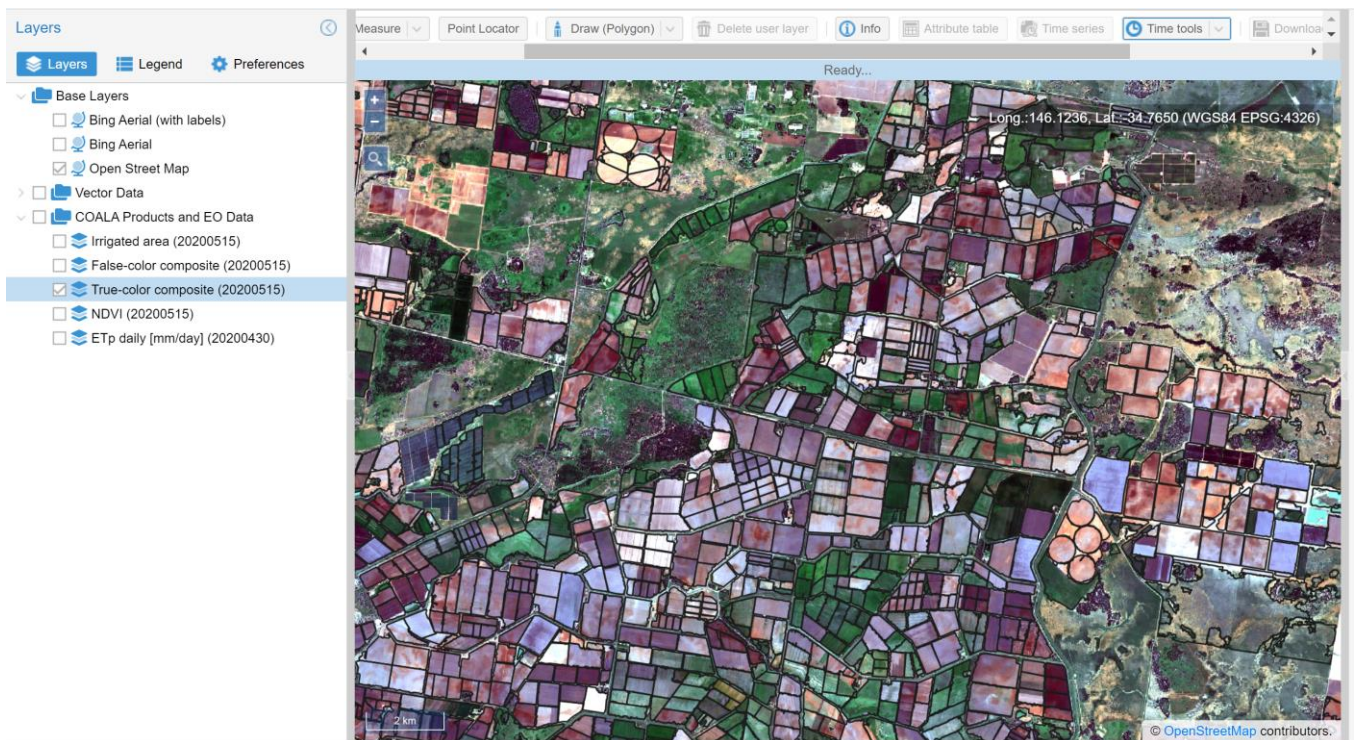 Layers
Measure Point Locator Draw (Polygon) Delete user layer Info Attribute table Time series Time tools
Layers Legend Preferences
Ready...
Base Layers
Bing Aerial (with labels)
Long.:146.1236, Lat.:-34.7650 (WGS84 EPSG:4326)
Bing Aerial
Open Street Map
Vector Data
COALA Products and EO Data
Irrigated area (20200515)
False-color composite (20200515)
True-color composite (20200515)
NDVI (20200515)
ETp daily [mm/day] (20200430)
2 km
© OpenStreetMap contributors.